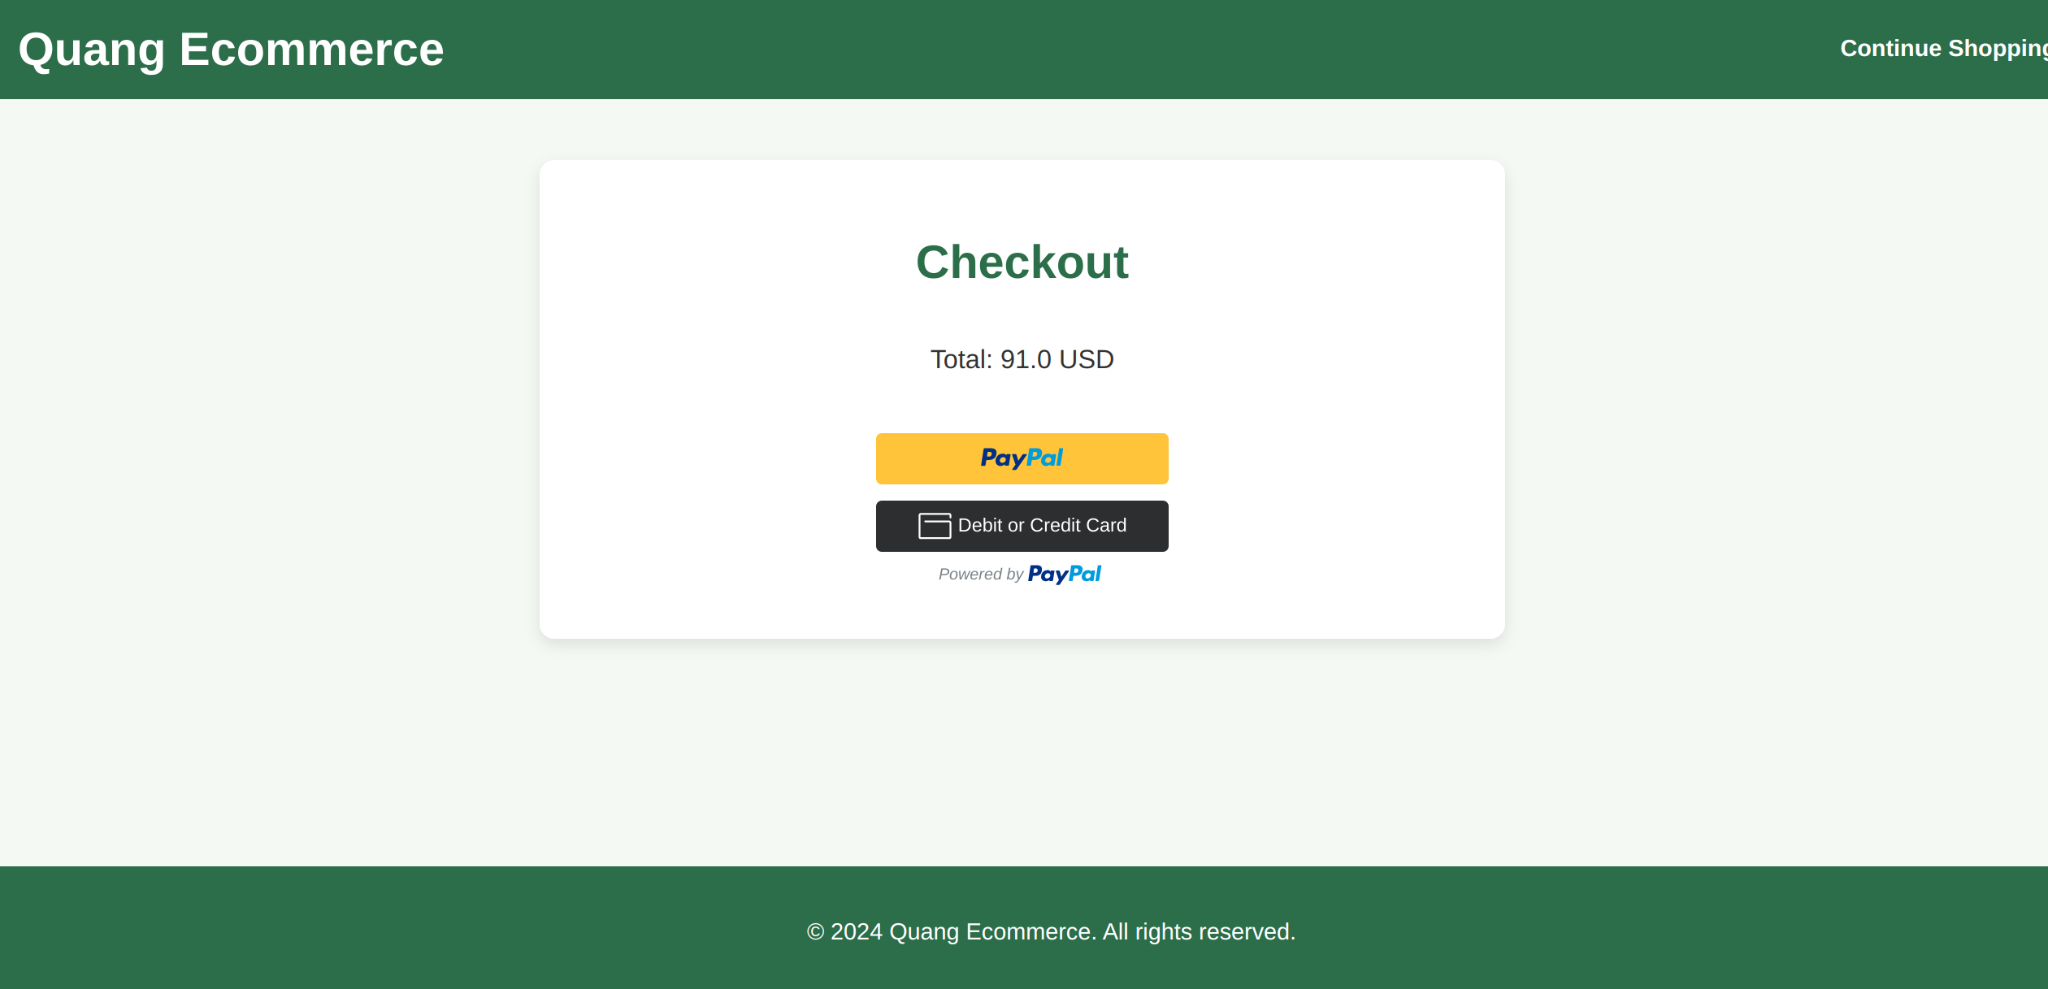 Quang Ecommerce
Continue Shopping
Checkout
Total: 91.0 USD
PayPal
Debit or Credit Card
Powered by PayPal
© 2024 Quang Ecommerce. All rights reserved.